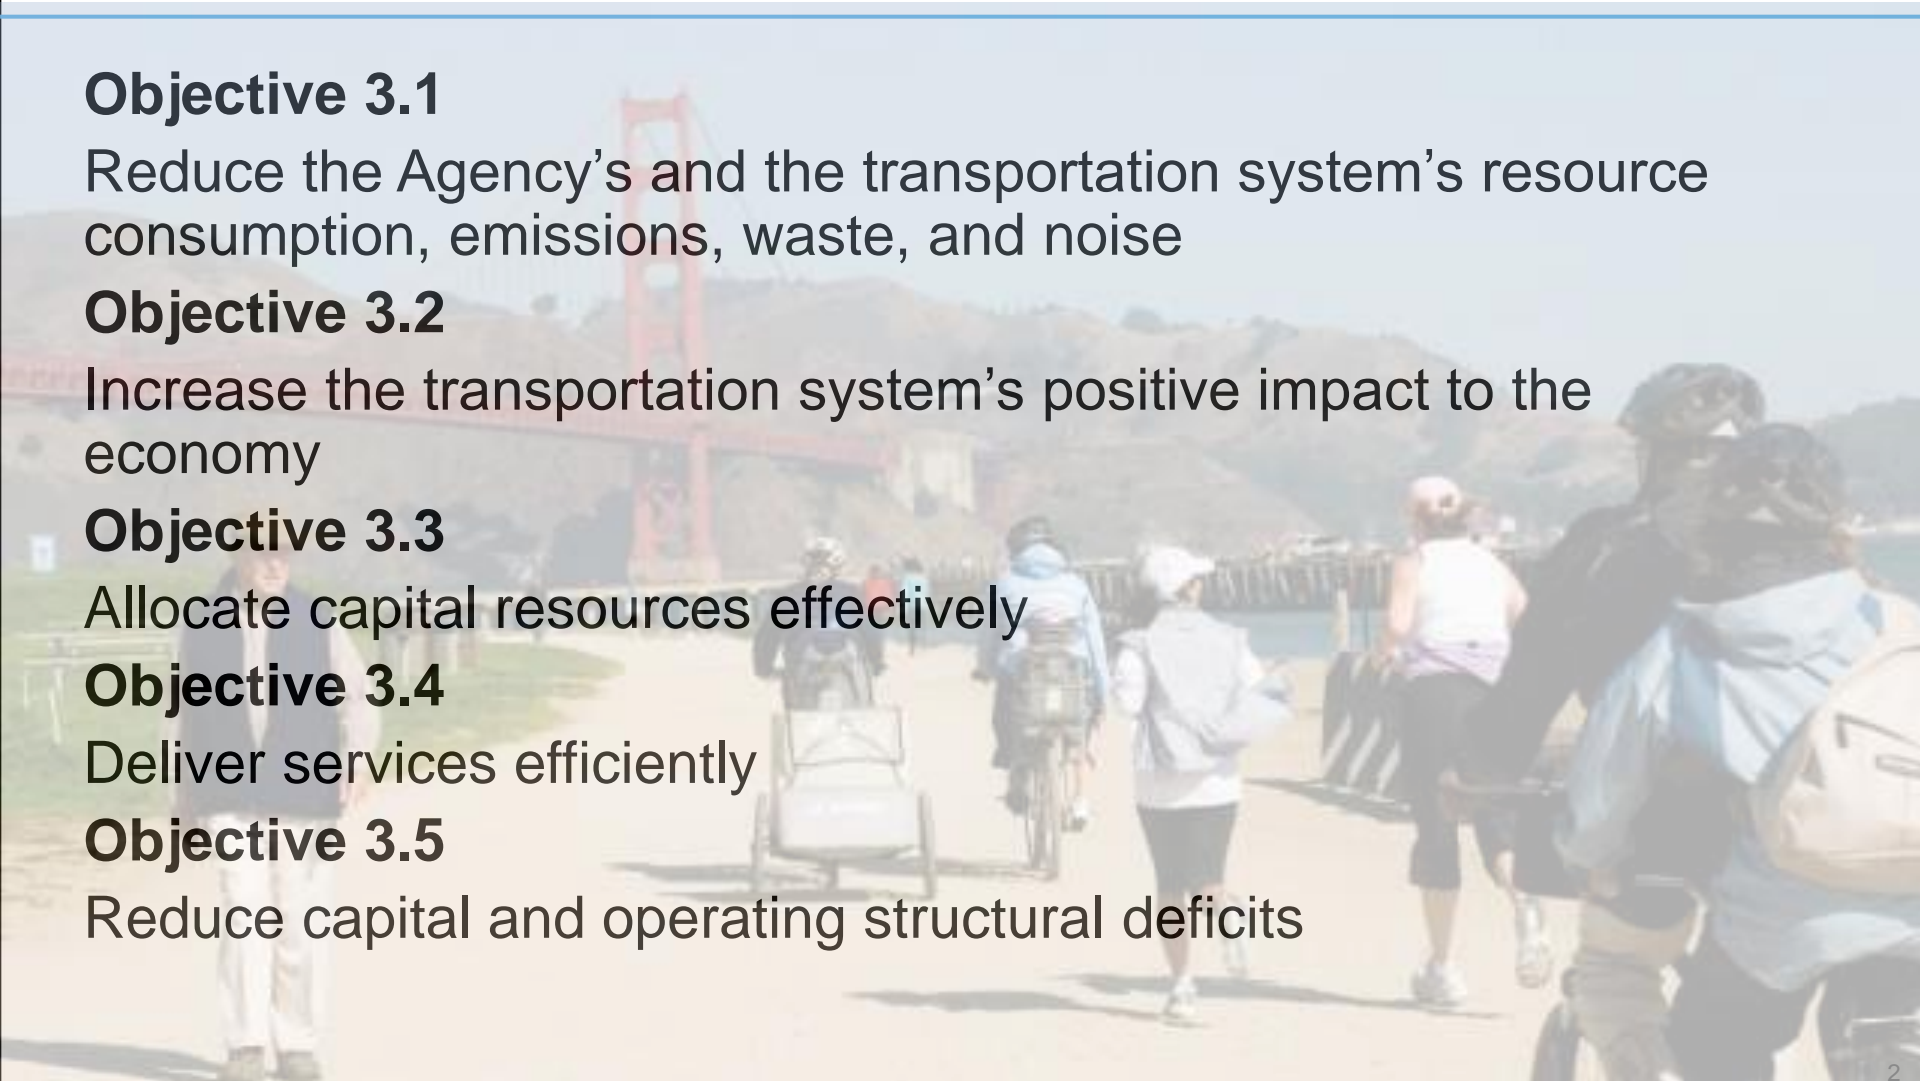 Objective 3.1
Reduce the Agency’s and the transportation system’s resource
consumption, emissions, waste, and noise
Objective 3.2
Increase the transportation system’s positive impact to the
economy
Objective 3.3
Allocate capital resources effectively
Objective 3.4
Deliver services efficiently
Objective 3.5
Reduce capital and operating structural deficits
2